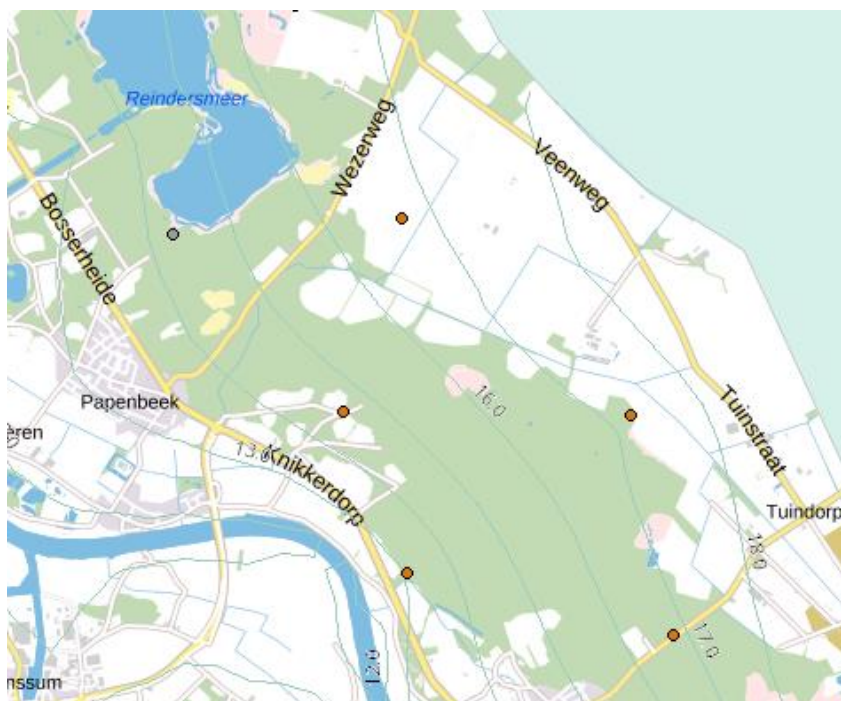 Reindersmeer
Wezerweg
Veenweg
Bosserheide
16.0
Papenbeek
Tuinstraat
13.0
Knikkerdorp
Tuindorp
18.0
17.0
12.0